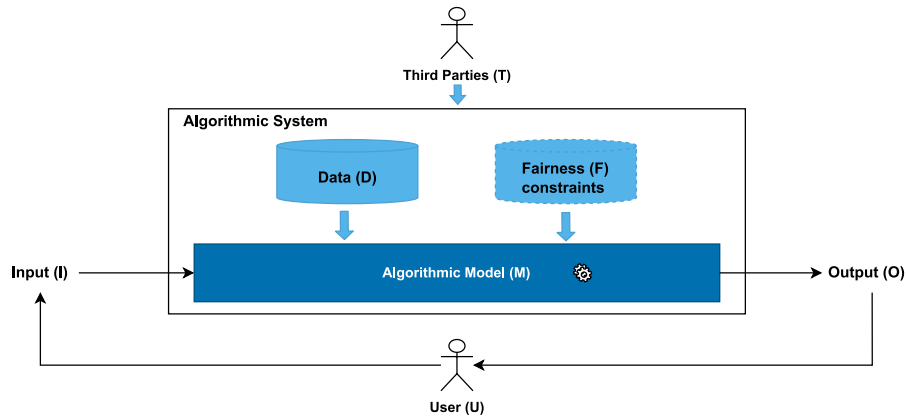 Third Parties (T)
Algorithmic System
Data (D)
Fairness (F)
constraints
Input (I)
Algorithmic Model (M)
Output (O)
User (U)